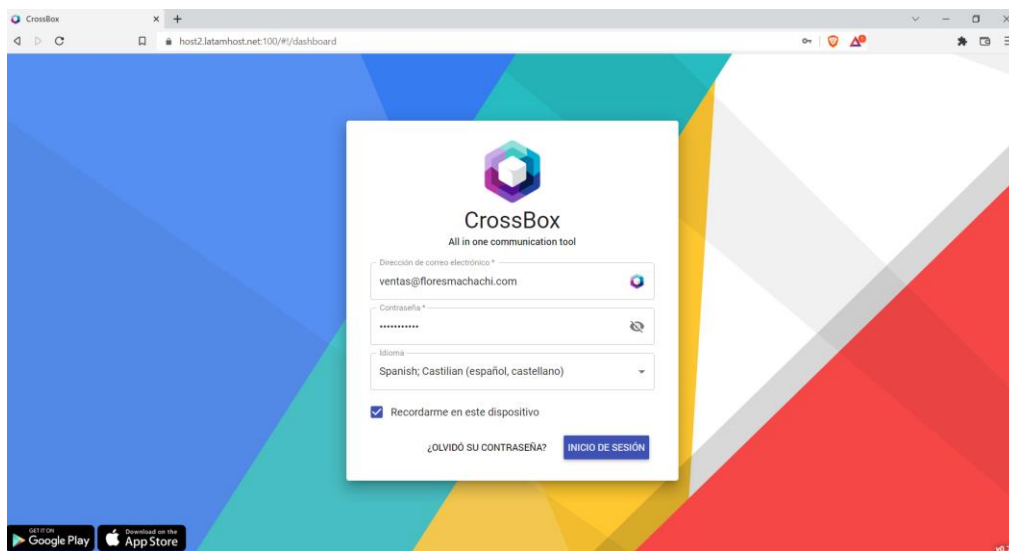 CrossBox
host2.latamhost.net:100/#!/dashboard
CrossBox
All in one communication tool
Dirección de correo electrónico *
ventas@floresmachachi.com
Contraseña *
•••••••••••
Idioma
Spanish; Castilian (español, castellano)
Recordarme en este dispositivo
¿OLVIDÓ SU CONTRASEÑA?
INICIO DE SESIÓN
GET IT ON
Google Play
Download on the
App Store